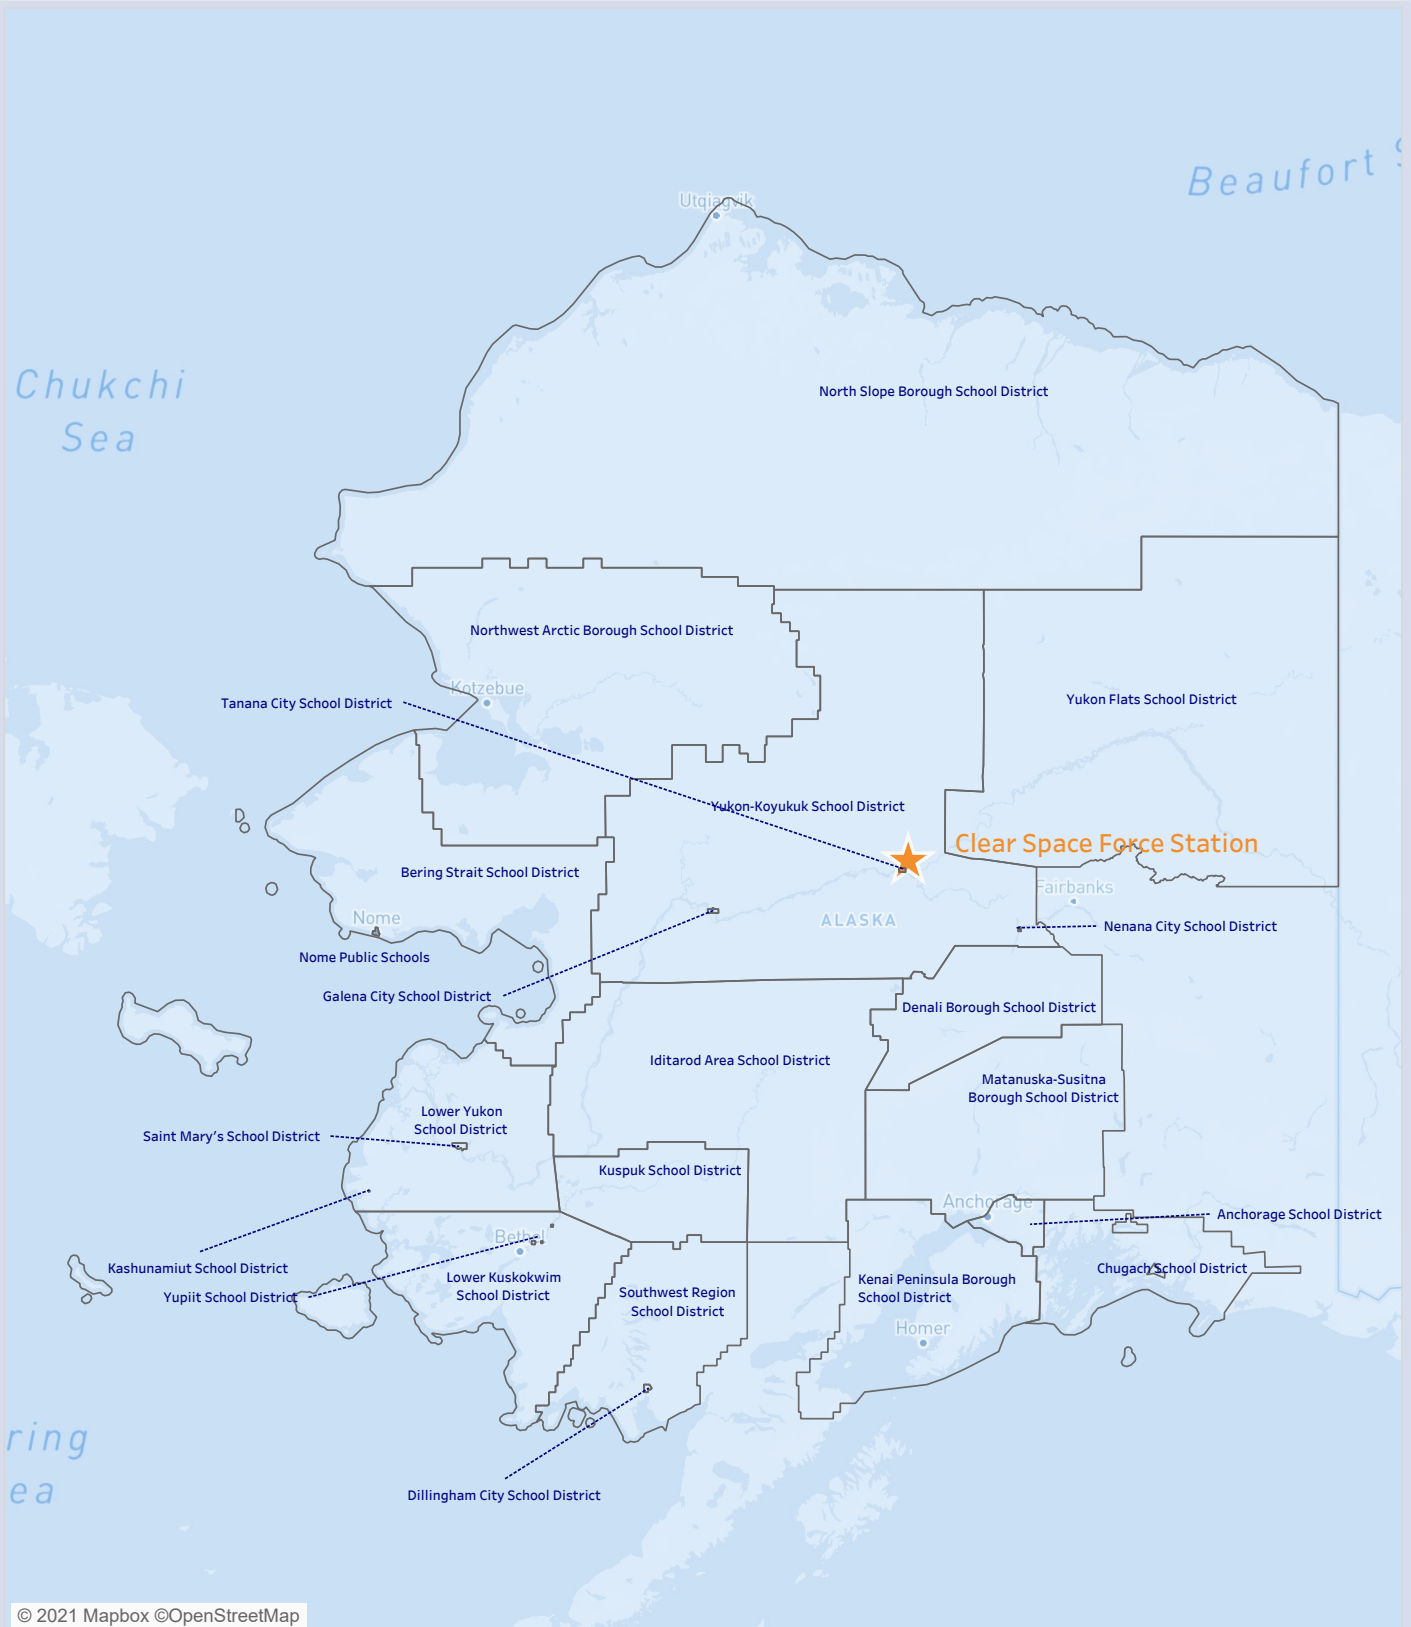 Beaufort S
Utqiagvik
Chukchi
Sea
North Slope Borough School District
Northwest Arctic Borough School District
Kotzebue
Tanana City School District
Yukon Flats School District
Yukon-Koyukuk School District
Clear Space Force Station
Bering Strait School District
Fairbanks
Nome
ALASKA
Nenana City School District
Nome Public Schools
Galena City School District
Denali Borough School District
Iditarod Area School District
Matanuska-Susitna
Borough School District
Lower Yukon
School District
Saint Mary's School District
Kuspuk School District
Anchorage
Anchorage School District
Bethel
Kashunamiut School District
Chugach School District
Lower Kuskokwim
School District
Kenai Peninsula Borough
School District
Yupiit School District
Southwest Region
School District
Homer
ring
ea
Dillingham City School District
© 2021 Mapbox ©OpenStreetMap